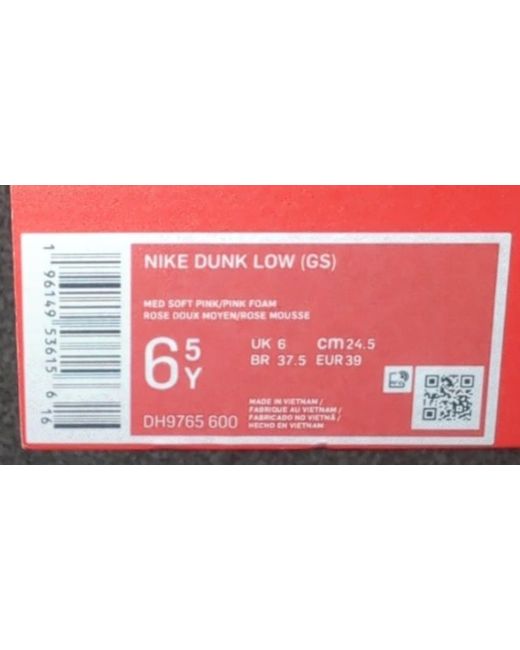 1 96149 53615 6 16
NIKE DUNK LOW (GS)
MED SOFT PINK/PINK FOAM
ROSE DOUX MOYEN/ROSE MOUSSE
6 5 Y
UK 6 cm 24.5
BR 37.5 EUR 39
DH9765 600
MADE IN VIETNAM /
FABRIQUE AU VIETNAM /
FABRICADO NO VIETNÃ /
HECHO EN VIETNAM